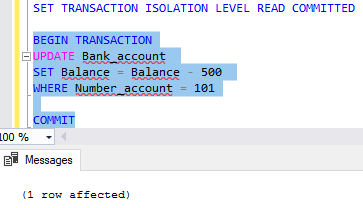 SET TRANSACTION ISOLATION LEVEL READ COMMITTED
BEGIN TRANSACTION
UPDATE Bank_account
SET Balance = Balance - 500
WHERE Number_account = 101
COMMIT
100 %
Messages
(1 row affected)